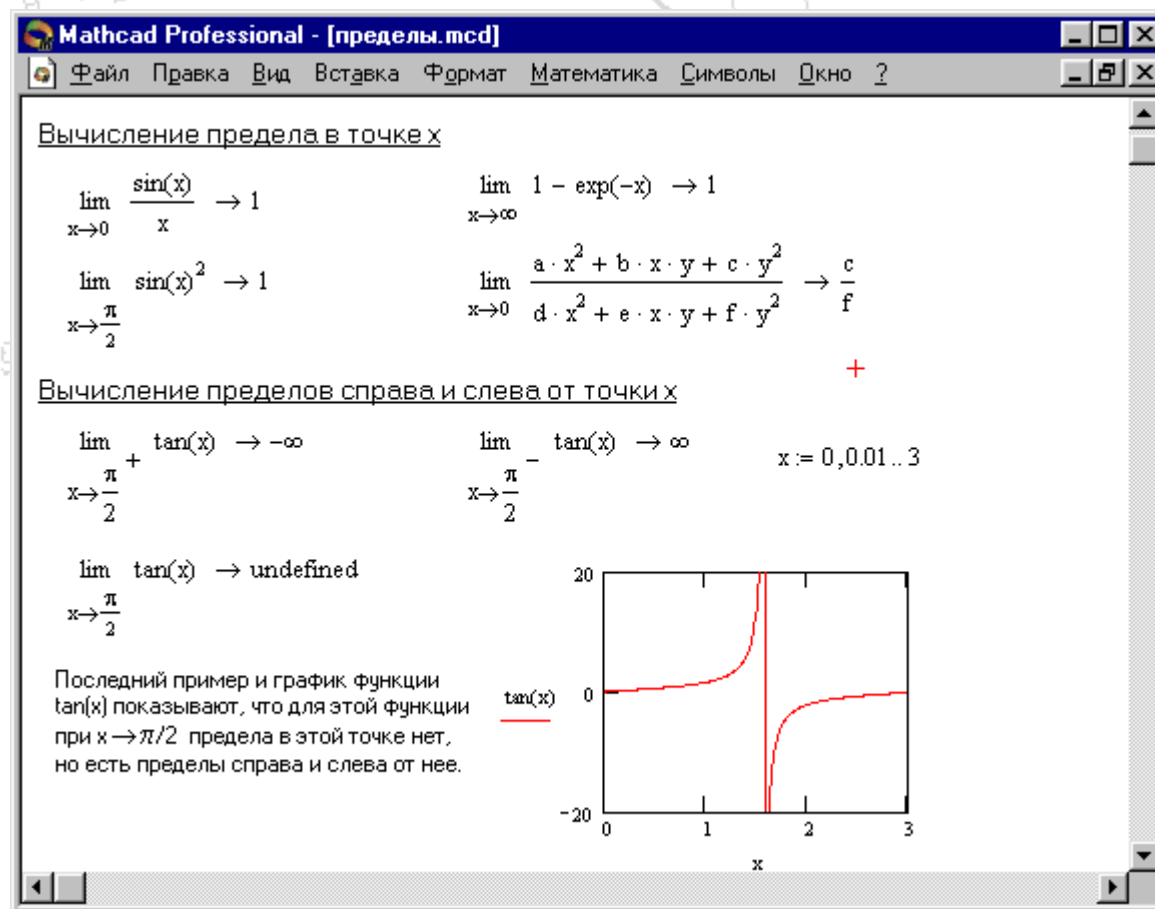 Mathcad Professional - [пределы.mcd]
Файл Правка Вид Вставка Формат Математика Символы Окно ?
Вычисление предела в точке x
lim x→0 sin(x)/x → 1
lim x→∞ 1 − exp(−x) → 1
lim x→π/2 sin(x)² → 1
lim x→0 (a · x² + b · x · y + c · y²)/(d · x² + e · x · y + f · y²) → c/f
Вычисление пределов справа и слева от точки x
lim x→π/2 + tan(x) → −∞
lim x→π/2 − tan(x) → ∞
x := 0,0.01.. 3
lim x→π/2 tan(x) → undefined
Последний пример и график функции
tan(x) показывают, что для этой функции
при x→π/2 предела в этой точке нет,
но есть пределы справа и слева от нее.
tan(x)
20
0
−20
0 1 2 3
x